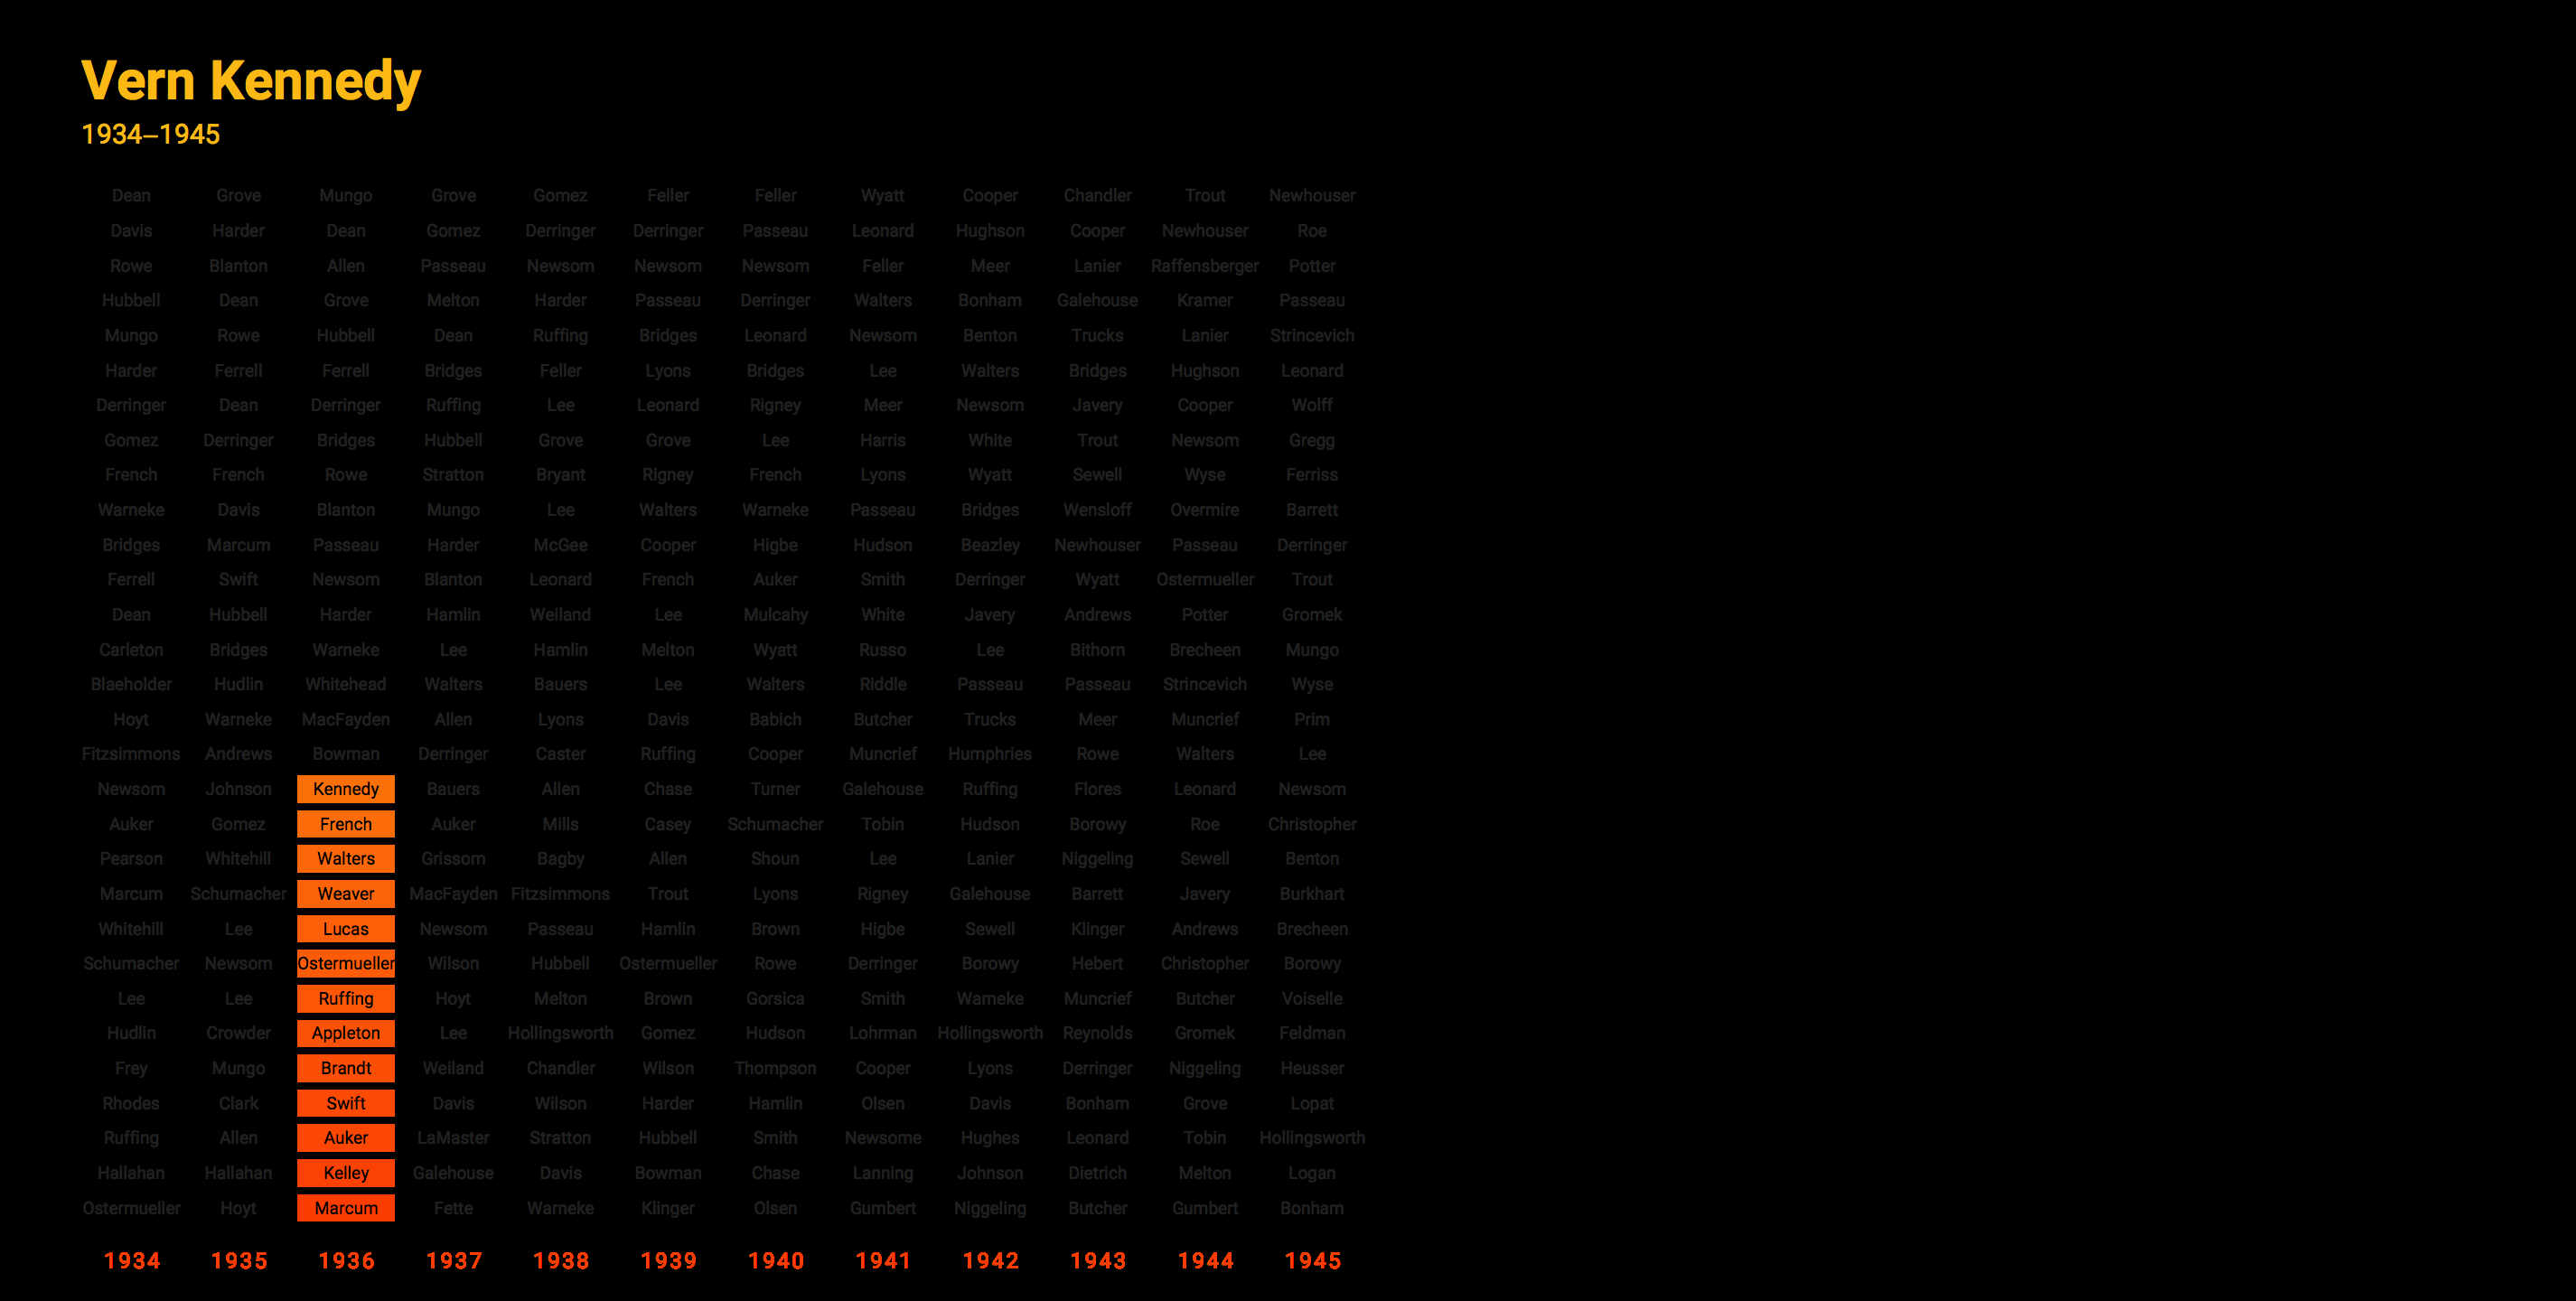 Vern Kennedy
1934–1945
Dean Grove Mungo Grove Gomez Feller Feller Wyatt Cooper Chandler Trout Newhouser
Davis Harder Dean Gomez Derringer Derringer Passeau Leonard Hughson Cooper Newhouser Roe
Rowe Blanton Allen Passeau Newsom Newsom Newsom Feller Meer Lanier Raffensberger Potter
Hubbell Dean Grove Melton Harder Passeau Derringer Walters Bonham Galehouse Kramer Passeau
Mungo Rowe Hubbell Dean Ruffing Bridges Leonard Newsom Benton Trucks Lanier Strincevich
Harder Ferrell Ferrell Bridges Feller Lyons Bridges Lee Walters Bridges Hughson Leonard
Derringer Dean Derringer Ruffing Lee Leonard Rigney Meer Newsom Javery Cooper Wolff
Gomez Derringer Bridges Hubbell Grove Grove Lee Harris White Trout Newsom Gregg
French French Rowe Stratton Bryant Rigney French Lyons Wyatt Sewell Wyse Ferriss
Warneke Davis Blanton Mungo Lee Walters Warneke Passeau Bridges Wensloff Overmire Barrett
Bridges Marcum Passeau Harder McGee Cooper Higbe Hudson Beazley Newhouser Passeau Derringer
Ferrell Swift Newsom Blanton Leonard French Auker Smith Derringer Wyatt Ostermueller Trout
Dean Hubbell Harder Hamlin Weiland Lee Mulcahy White Javery Andrews Potter Gromek
Carleton Bridges Warneke Lee Hamlin Melton Wyatt Russo Lee Bithorn Brecheen Mungo
Blaeholder Hudlin Whitehead Walters Bauers Lee Walters Riddle Passeau Passeau Strincevich Wyse
Hoyt Warneke MacFayden Allen Lyons Davis Babich Butcher Trucks Meer Muncrief Prim
Fitzsimmons Andrews Bowman Derringer Caster Ruffing Cooper Muncrief Humphries Rowe Walters Lee
Newsom Johnson Kennedy Bauers Allen Chase Turner Galehouse Ruffing Flores Leonard Newsom
Auker Gomez French Auker Mills Casey Schumacher Tobin Hudson Borowy Roe Christopher
Pearson Whitehill Walters Grissom Bagby Allen Shoun Lee Lanier Niggeling Sewell Benton
Marcum Schumacher Weaver MacFayden Fitzsimmons Trout Lyons Rigney Galehouse Barrett Javery Burkhart
Whitehill Lee Lucas Newsom Passeau Hamlin Brown Higbe Sewell Klinger Andrews Brecheen
Schumacher Newsom Ostermueller Wilson Hubbell Ostermueller Rowe Derringer Borowy Hebert Christopher Borowy
Lee Lee Ruffing Hoyt Melton Brown Gorsica Smith Warneke Muncrief Butcher Voiselle
Hudlin Crowder Appleton Lee Hollingsworth Gomez Hudson Lohrman Hollingsworth Reynolds Gromek Feldman
Frey Mungo Brandt Weiland Chandler Wilson Thompson Cooper Lyons Derringer Niggeling Heusser
Rhodes Clark Swift Davis Wilson Harder Hamlin Olsen Davis Bonham Grove Lopat
Ruffing Allen Auker LaMaster Stratton Hubbell Smith Newsome Hughes Leonard Tobin Hollingsworth
Hallahan Hallahan Kelley Galehouse Davis Bowman Chase Lanning Johnson Dietrich Melton Logan
Ostermueller Hoyt Marcum Fette Warneke Klinger Olsen Gumbert Niggeling Butcher Gumbert Bonham
1934 1935 1936 1937 1938 1939 1940 1941 1942 1943 1944 1945